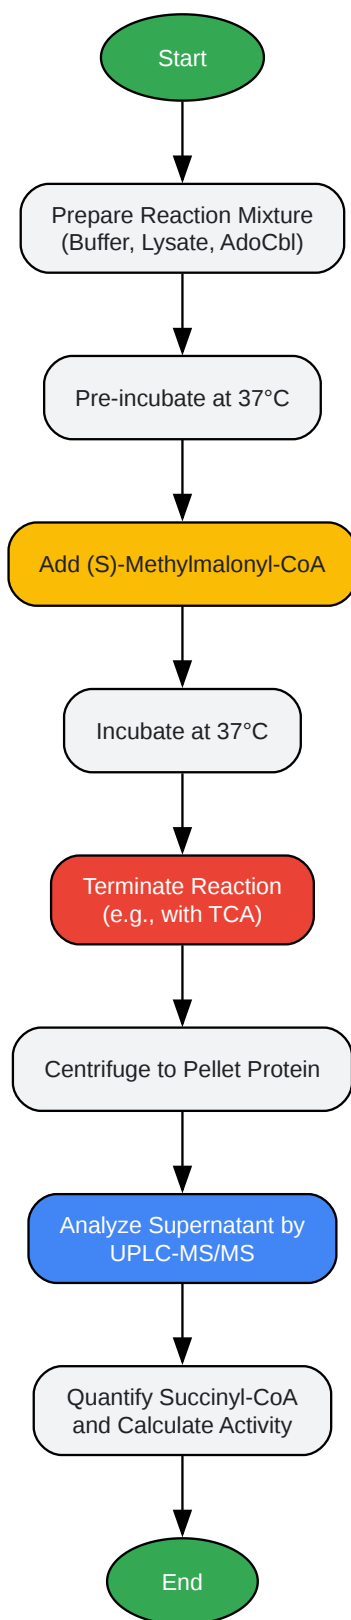 Start
Prepare Reaction Mixture
(Buffer, Lysate, AdoCbl)
Pre-incubate at 37°C
Add (S)-Methylmalonyl-CoA
Incubate at 37°C
Terminate Reaction
(e.g., with TCA)
Centrifuge to Pellet Protein
Analyze Supernatant by
UPLC-MS/MS
Quantify Succinyl-CoA
and Calculate Activity
End